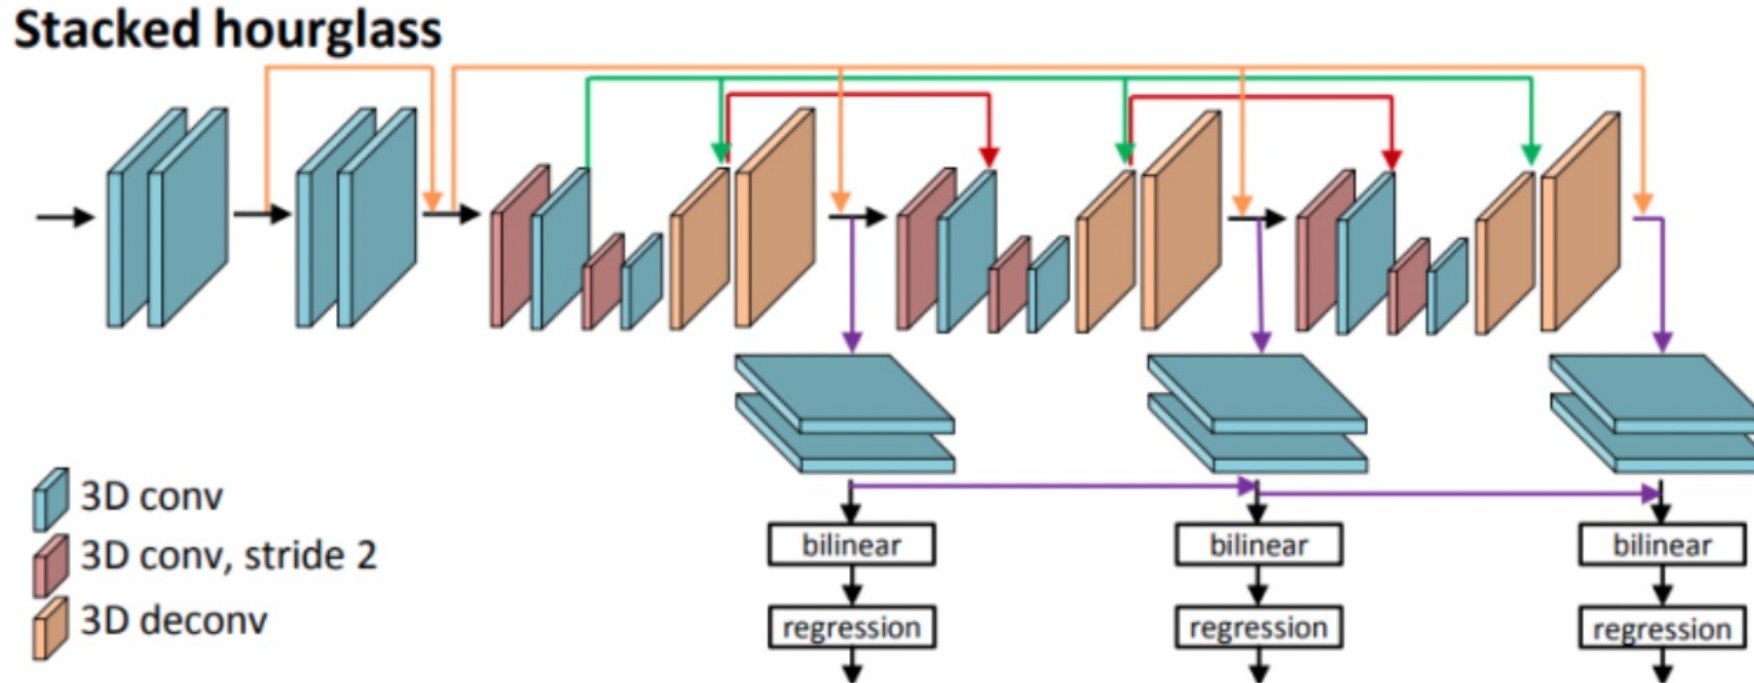 Stacked hourglass
3D conv
3D conv, stride 2
3D deconv
bilinear
bilinear
bilinear
regression
regression
regression